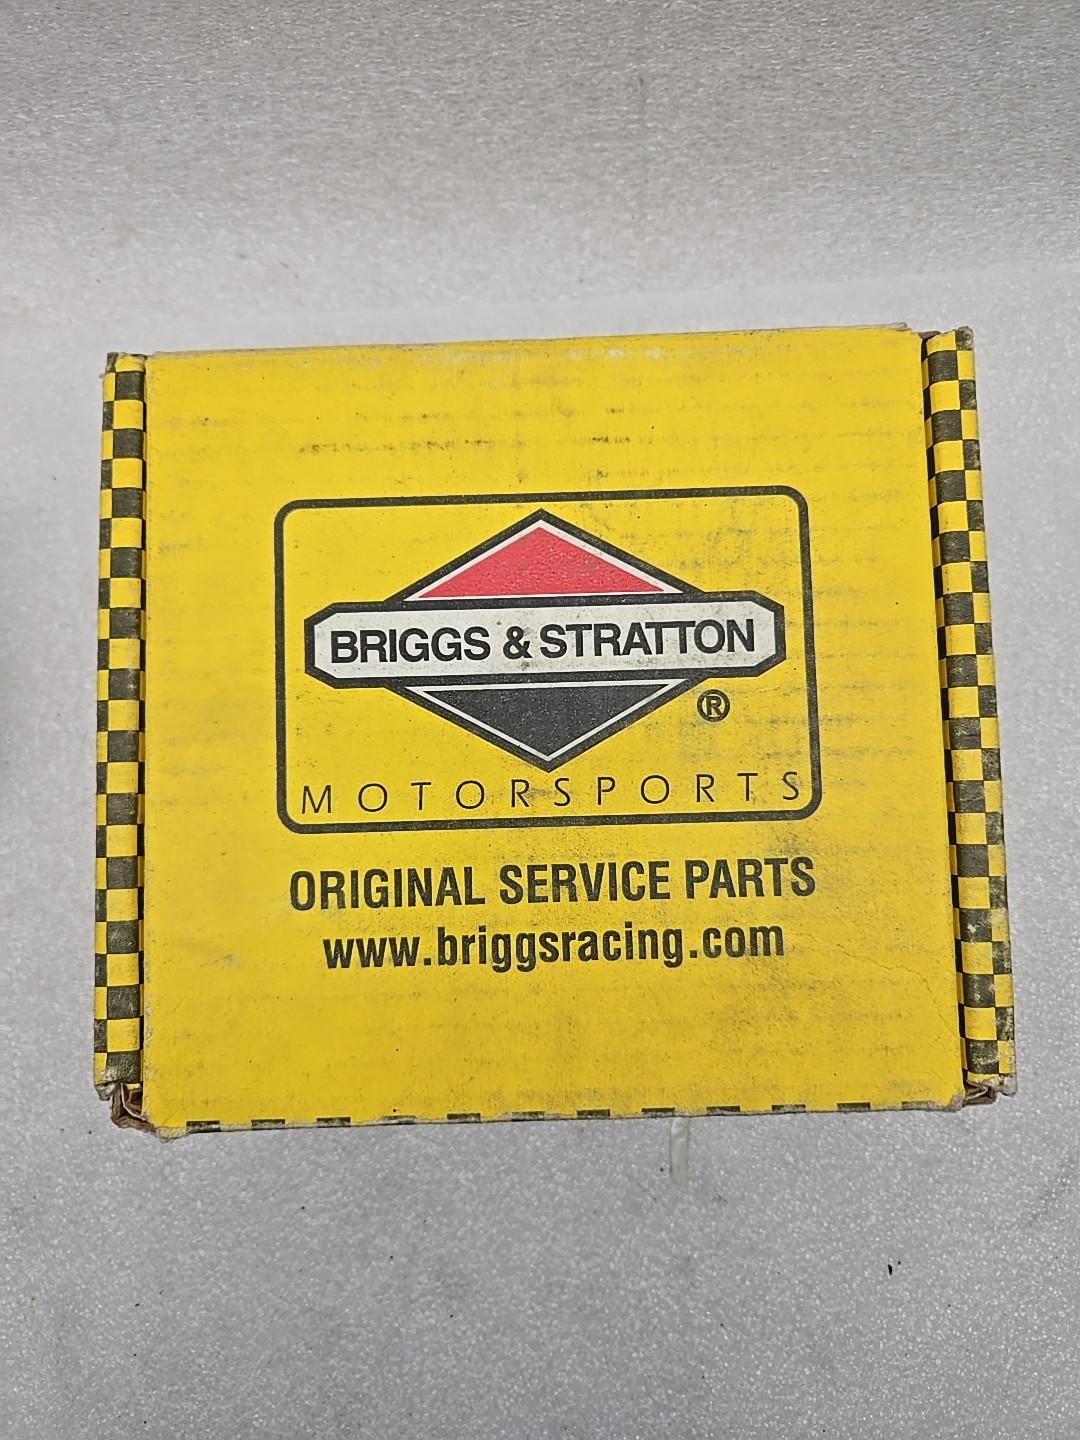 BRIGGS & STRATTON
®
MOTORSPORTS
ORIGINAL SERVICE PARTS
www.briggsracing.com